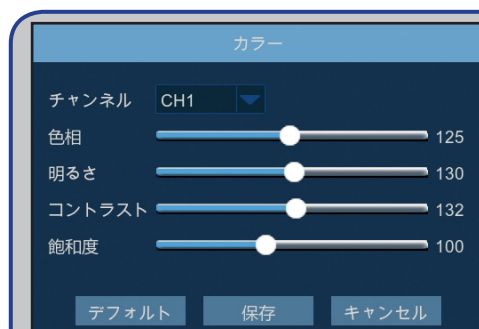 カラー
チャンネル CH1
色相 125
明るさ 130
コントラスト 132
飽和度 100
デフォルト 保存 キャンセル